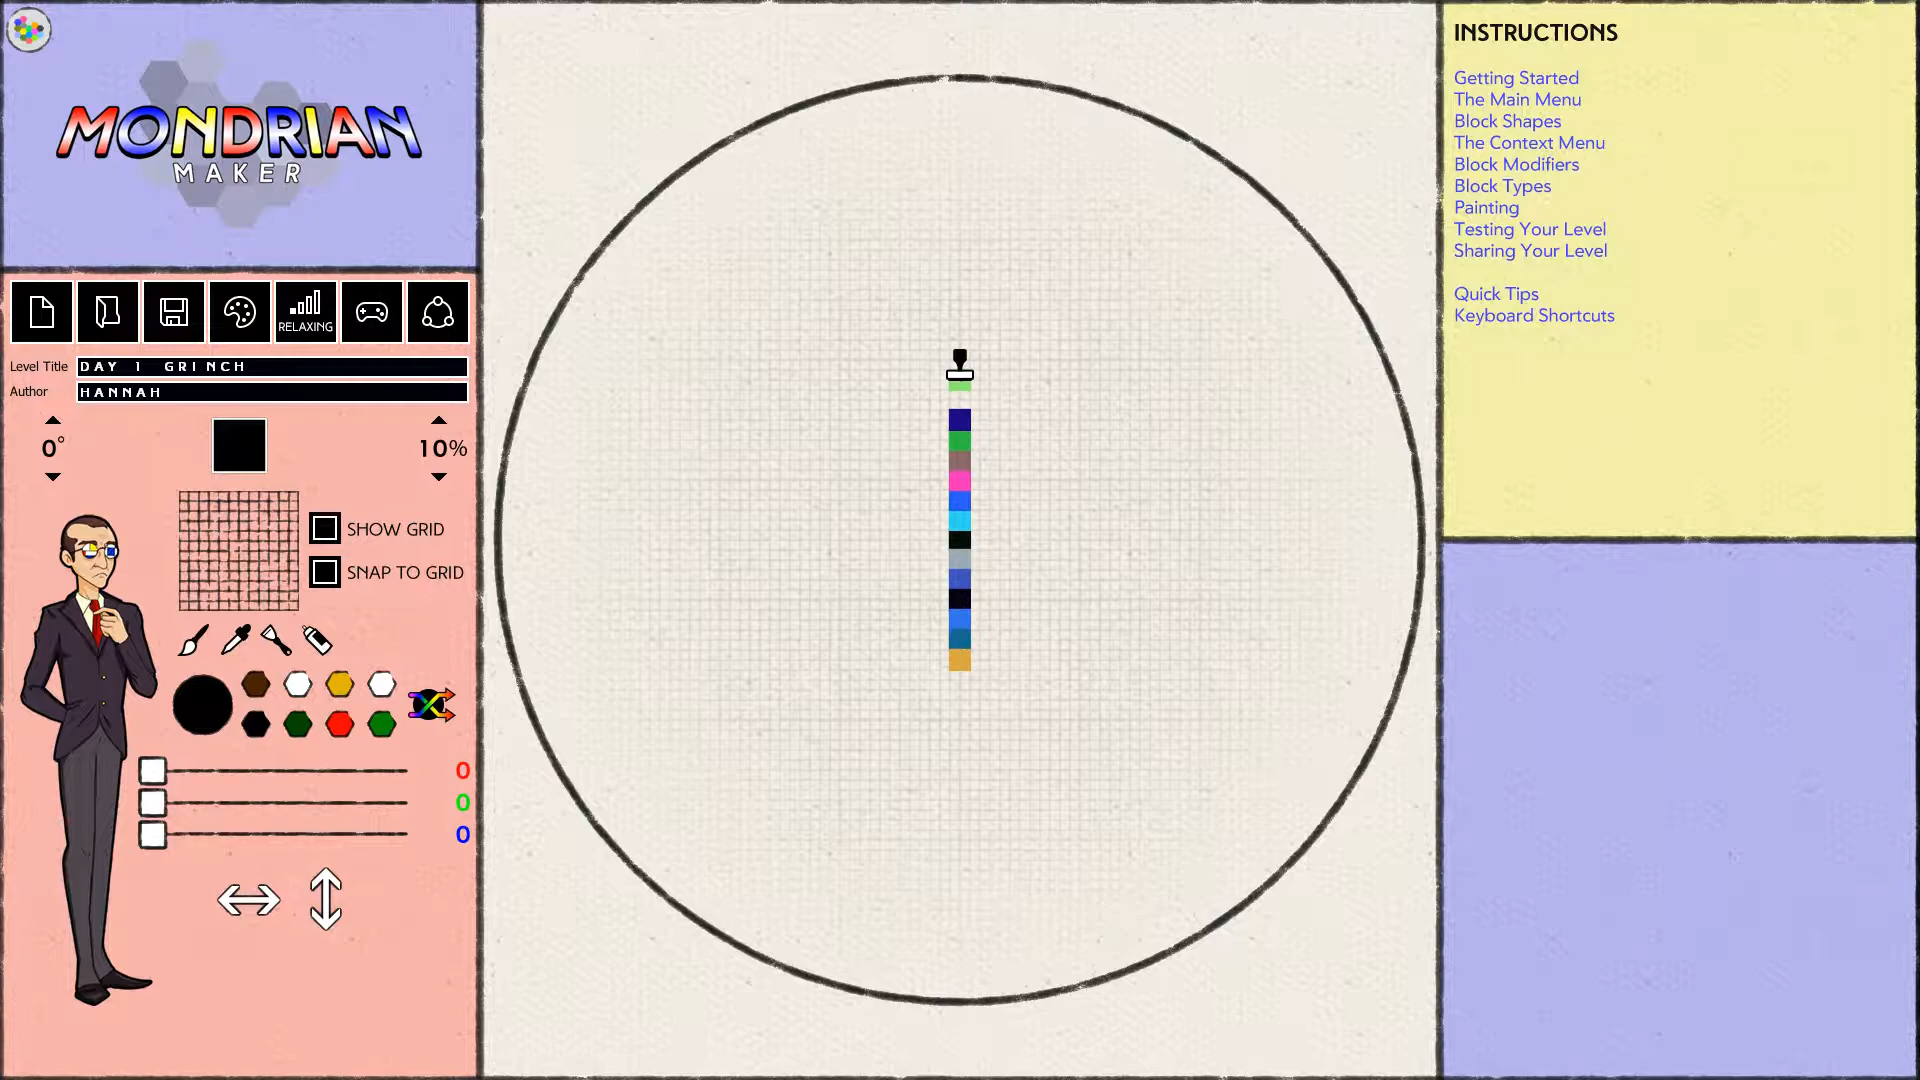 MONDRIAN
MAKER
RELAXING
Level Title DAY 1 GRINCH
Author HANNAH
0° 10%
SHOW GRID
SNAP TO GRID
0
0
0
INSTRUCTIONS
Getting Started
The Main Menu
Block Shapes
The Context Menu
Block Modifiers
Block Types
Painting
Testing Your Level
Sharing Your Level
Quick Tips
Keyboard Shortcuts